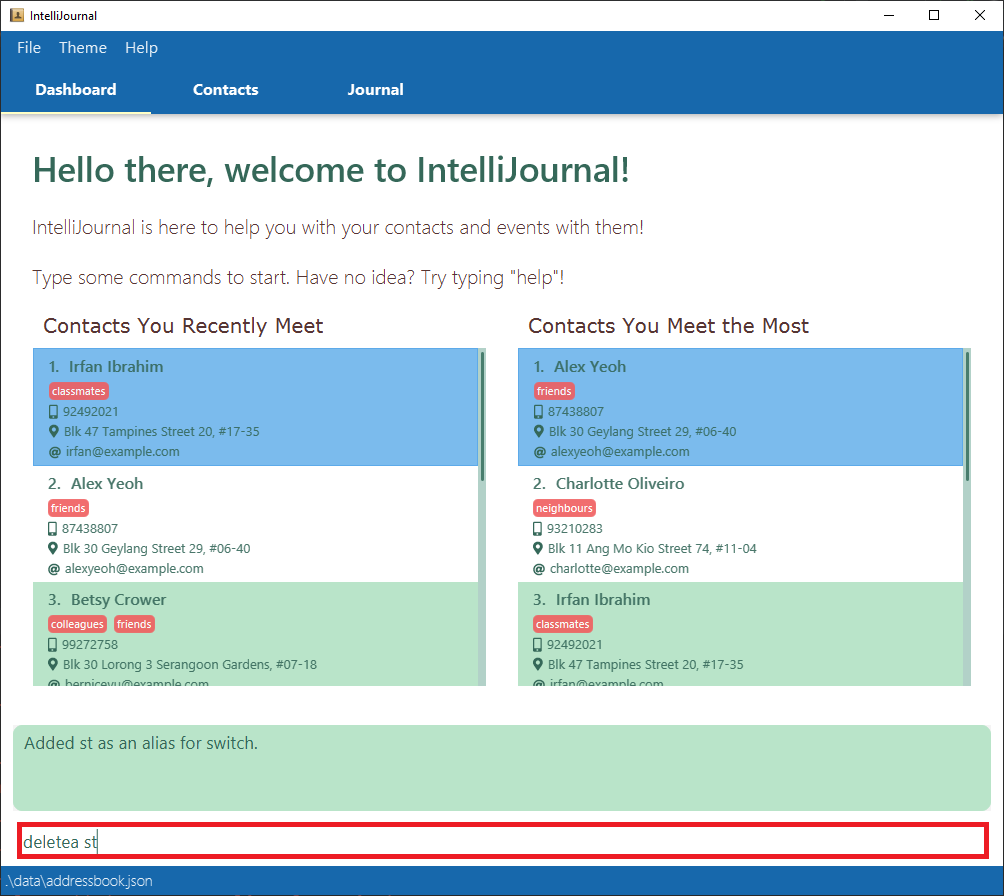 IntelliJournal
File Theme Help
Dashboard Contacts Journal
Hello there, welcome to IntelliJournal!
IntelliJournal is here to help you with your contacts and events with them!
Type some commands to start. Have no idea? Try typing "help"!
Contacts You Recently Meet
1. Irfan Ibrahim
classmates
92492021
Blk 47 Tampines Street 20, #17-35
@ irfan@example.com
2. Alex Yeoh
friends
87438807
Blk 30 Geylang Street 29, #06-40
@ alexyeoh@example.com
3. Betsy Crower
colleagues friends
99272758
Blk 30 Lorong 3 Serangoon Gardens, #07-18
@ berniceyu@example.com
Contacts You Meet the Most
1. Alex Yeoh
friends
87438807
Blk 30 Geylang Street 29, #06-40
@ alexyeoh@example.com
2. Charlotte Oliveiro
neighbours
93210283
Blk 11 Ang Mo Kio Street 74, #11-04
@ charlotte@example.com
3. Irfan Ibrahim
classmates
92492021
Blk 47 Tampines Street 20, #17-35
@ irfan@example.com
Added st as an alias for switch.
deletea st
.\data\addressbook.json